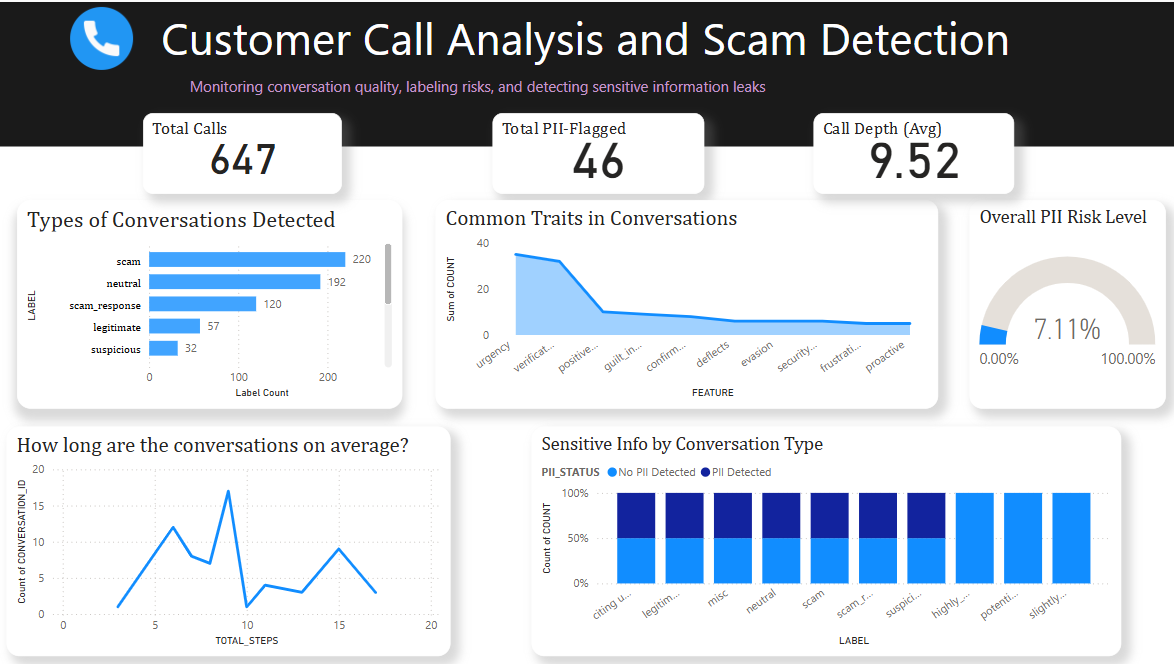 Customer Call Analysis and Scam Detection
Monitoring conversation quality, labeling risks, and detecting sensitive information leaks
Total Calls
647
Total PII-Flagged
46
Call Depth (Avg)
9.52
Types of Conversations Detected
LABEL
scam
220
neutral
192
scam_response
120
legitimate
57
suspicious
32
0
100
200
Label Count
Common Traits in Conversations
Sum of COUNT
40
20
0
urgency
verificat...
positive...
guilt_in...
confirm...
deflects
evasion
security...
frustrati...
proactive
FEATURE
Overall PII Risk Level
7.11%
0.00%
100.00%
How long are the conversations on average?
Count of CONVERSATION_ID
20
15
10
5
0
0
5
10
15
20
TOTAL_STEPS
Sensitive Info by Conversation Type
PII_STATUS No PII Detected PII Detected
Count of COUNT
100%
50%
0%
citing u...
legitim...
misc
neutral
scam
scam_r...
suspici...
highly_...
potenti...
slightly...
LABEL